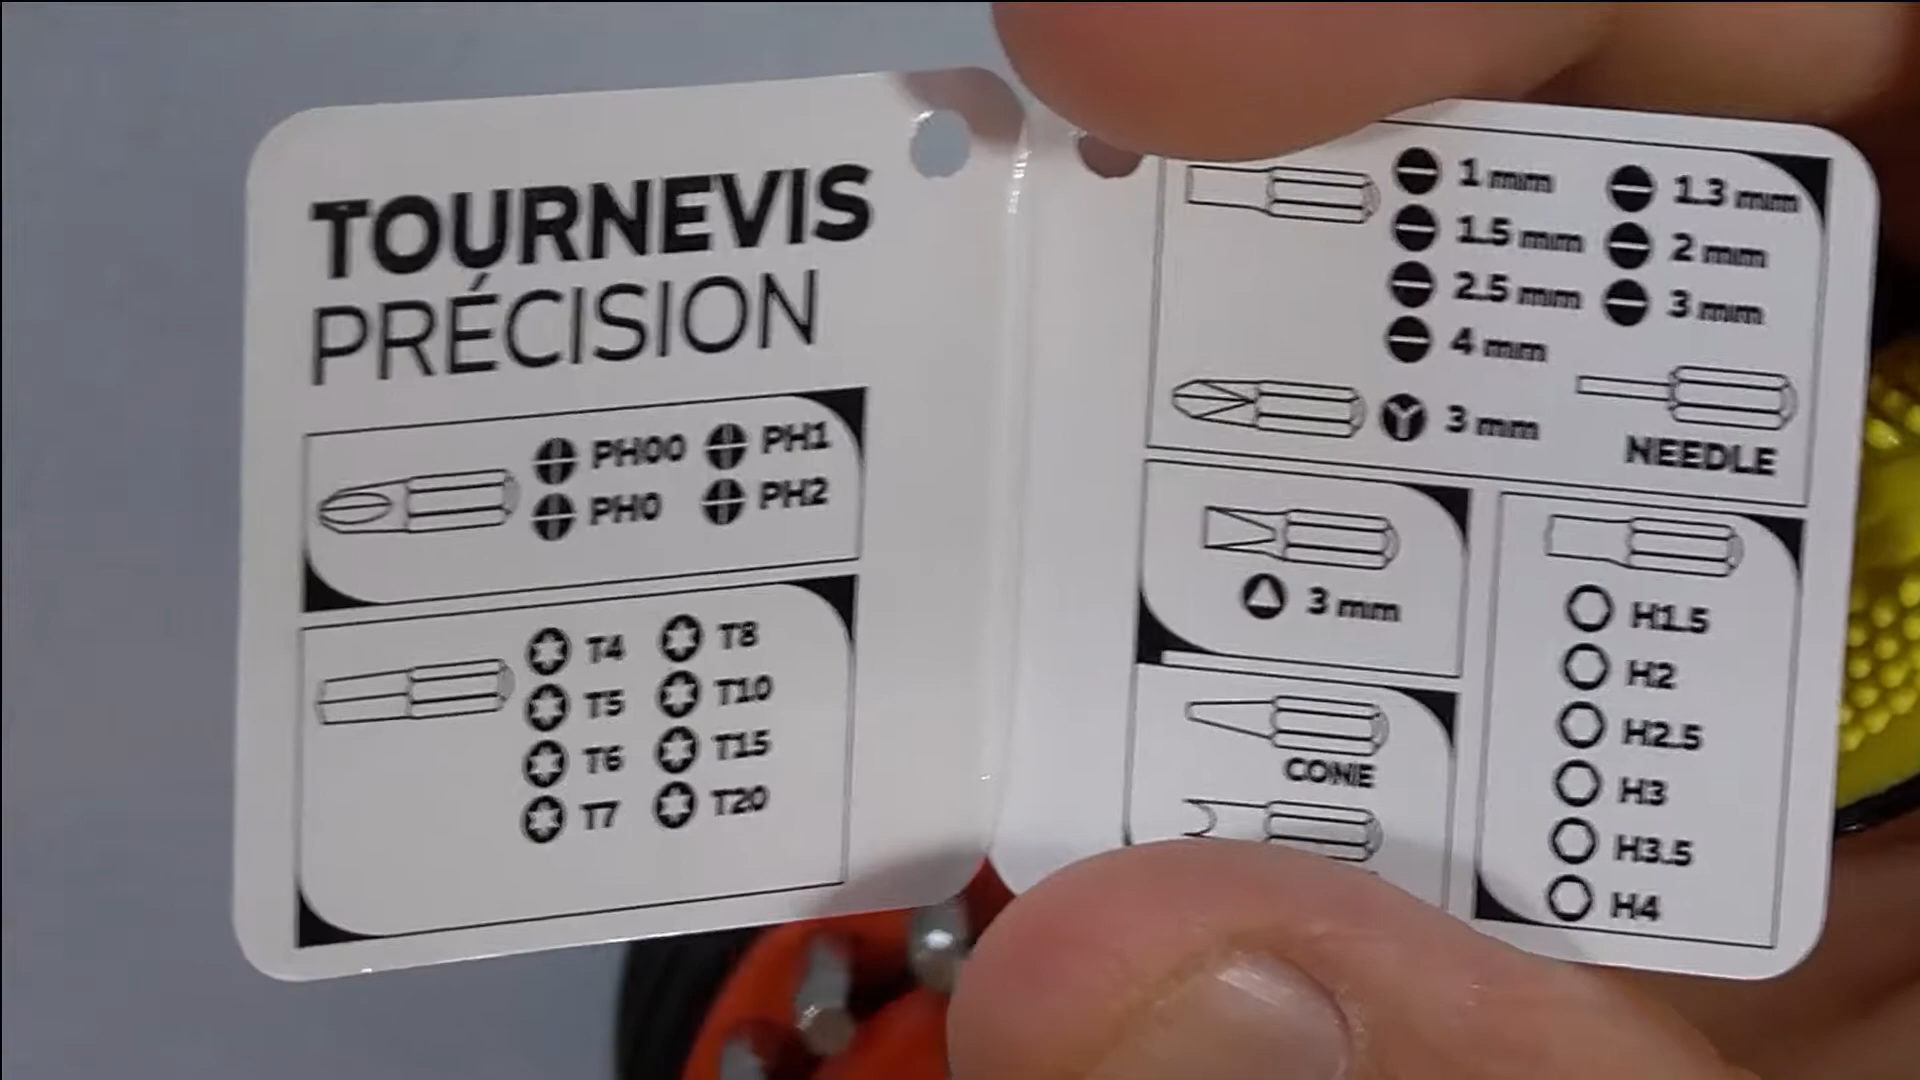 TOURNEVIS
PRÉCISION
PH00 PH1
PH0 PH2
T4 T8
T5 T10
T6 T15
T7 T20
1 mm 1.3 mm
1.5 mm 2 mm
2.5 mm 3 mm
4 mm
3 mm
NEEDLE
3 mm
CONE
H1.5
H2
H2.5
H3
H3.5
H4